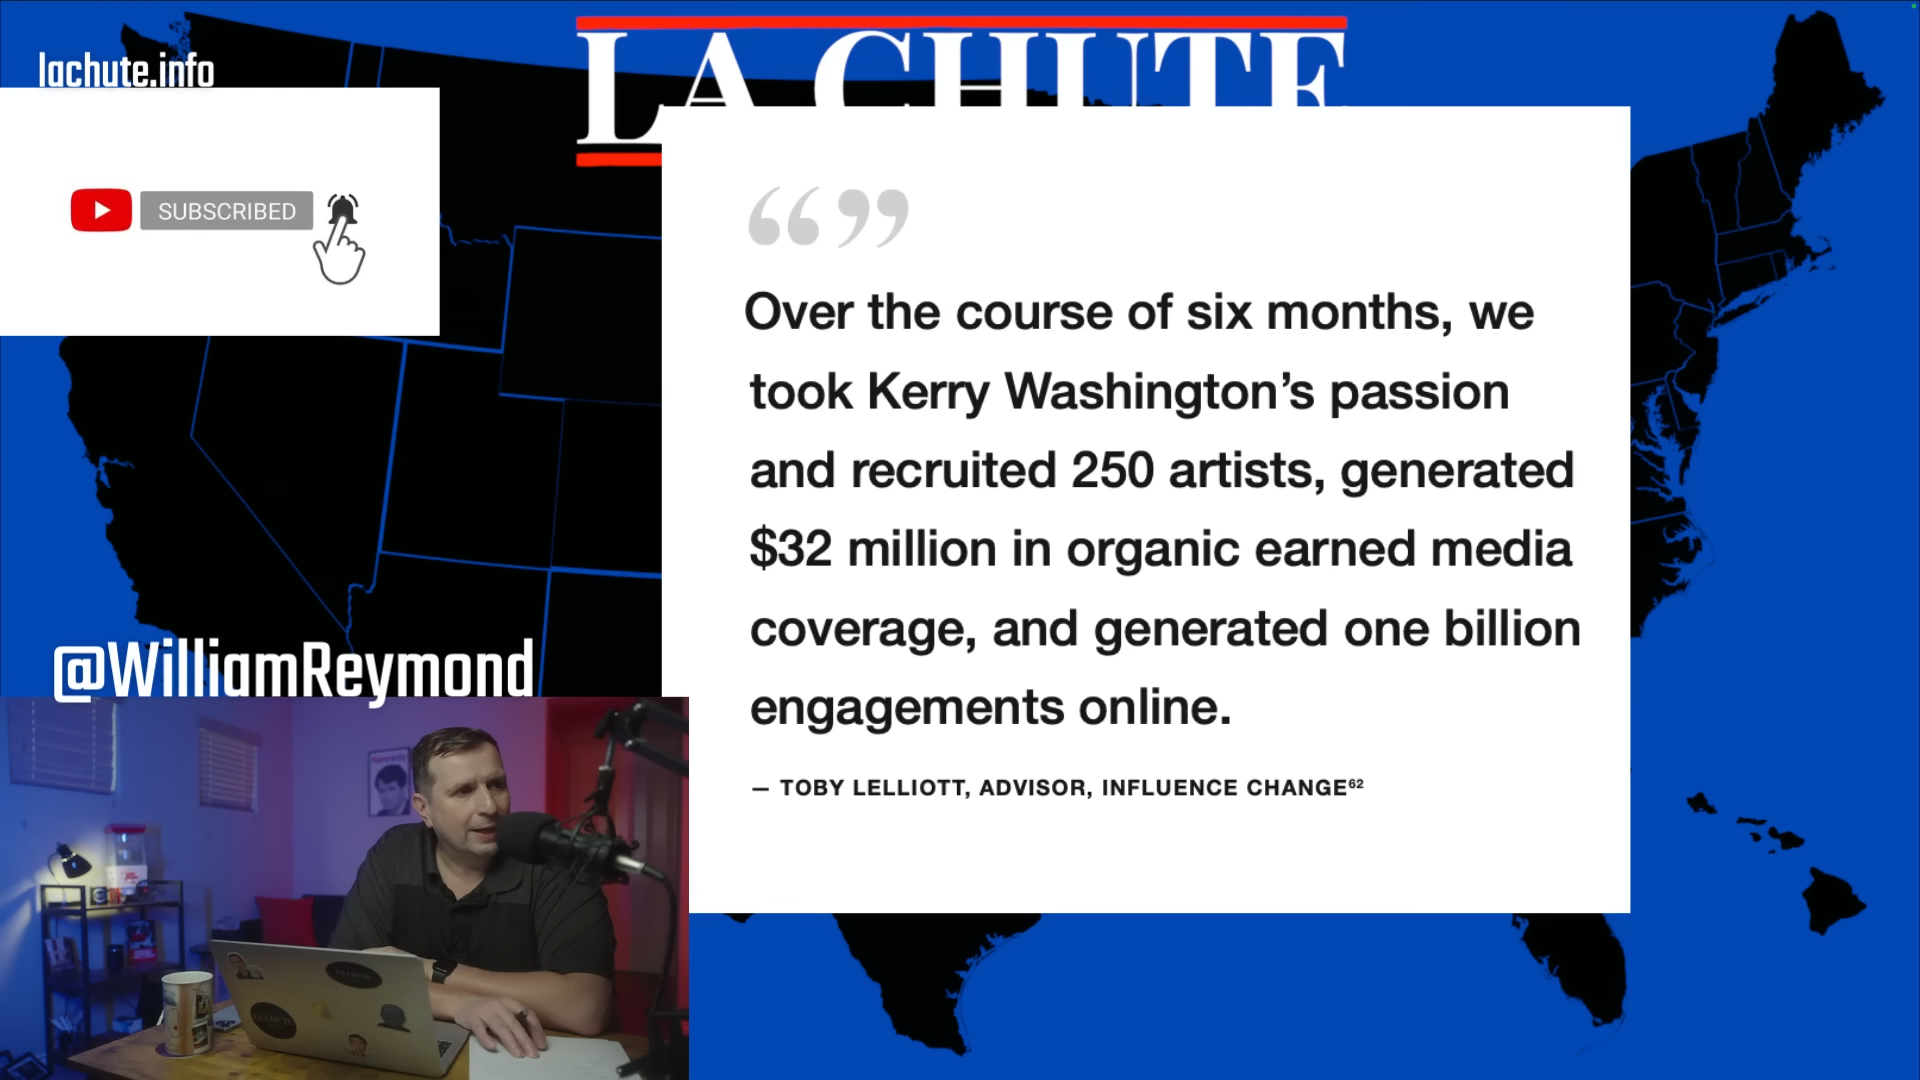 lachute.info
LA CHUTE
SUBSCRIBED
“”
Over the course of six months, we
took Kerry Washington’s passion
and recruited 250 artists, generated
$32 million in organic earned media
coverage, and generated one billion
engagements online.
— TOBY LELLIOTT, ADVISOR, INFLUENCE CHANGE⁶²
@WilliamReymond